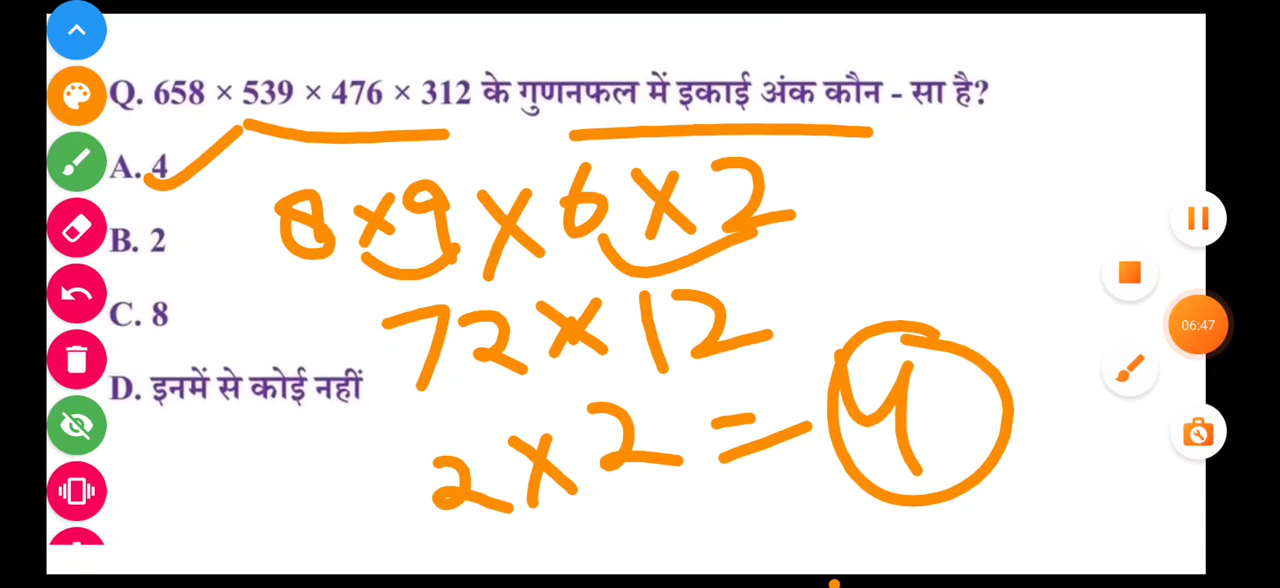 Q. 658 × 539 × 476 × 312 के गुणनफल में इकाई अंक कौन - सा है?
A. 4
8 × 9 × 6 × 2
B. 2
C. 8
72 × 12
06:47
D. इनमें से कोई नहीं
2 × 2 = 4